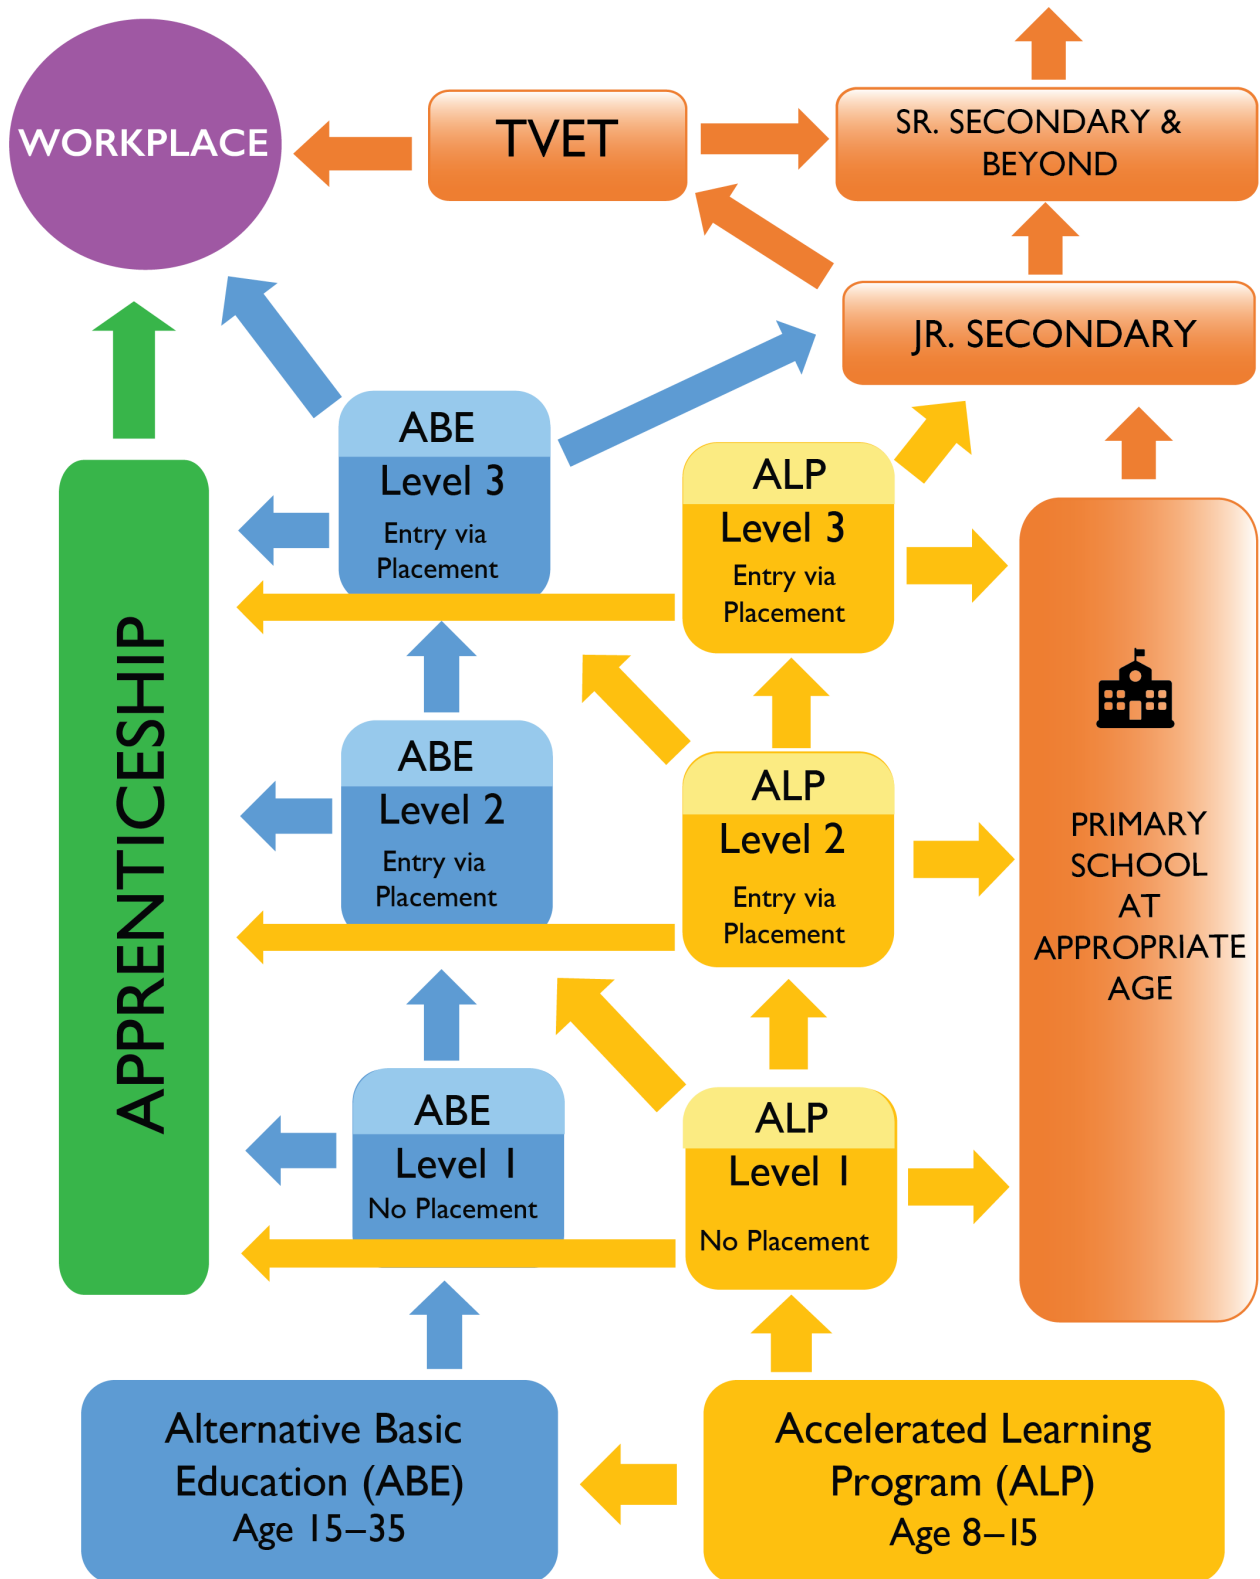 WORKPLACE
TVET
SR. SECONDARY &
BEYOND
JR. SECONDARY
ABE
Level 3
Entry via
Placement
ALP
Level 3
Entry via
Placement
APPRENTICESHIP
ABE
Level 2
Entry via
Placement
ALP
Level 2
Entry via
Placement
PRIMARY
SCHOOL
AT
APPROPRIATE
AGE
ABE
Level 1
No Placement
ALP
Level 1
No Placement
Alternative Basic
Education (ABE)
Age 15–35
Accelerated Learning
Program (ALP)
Age 8–15